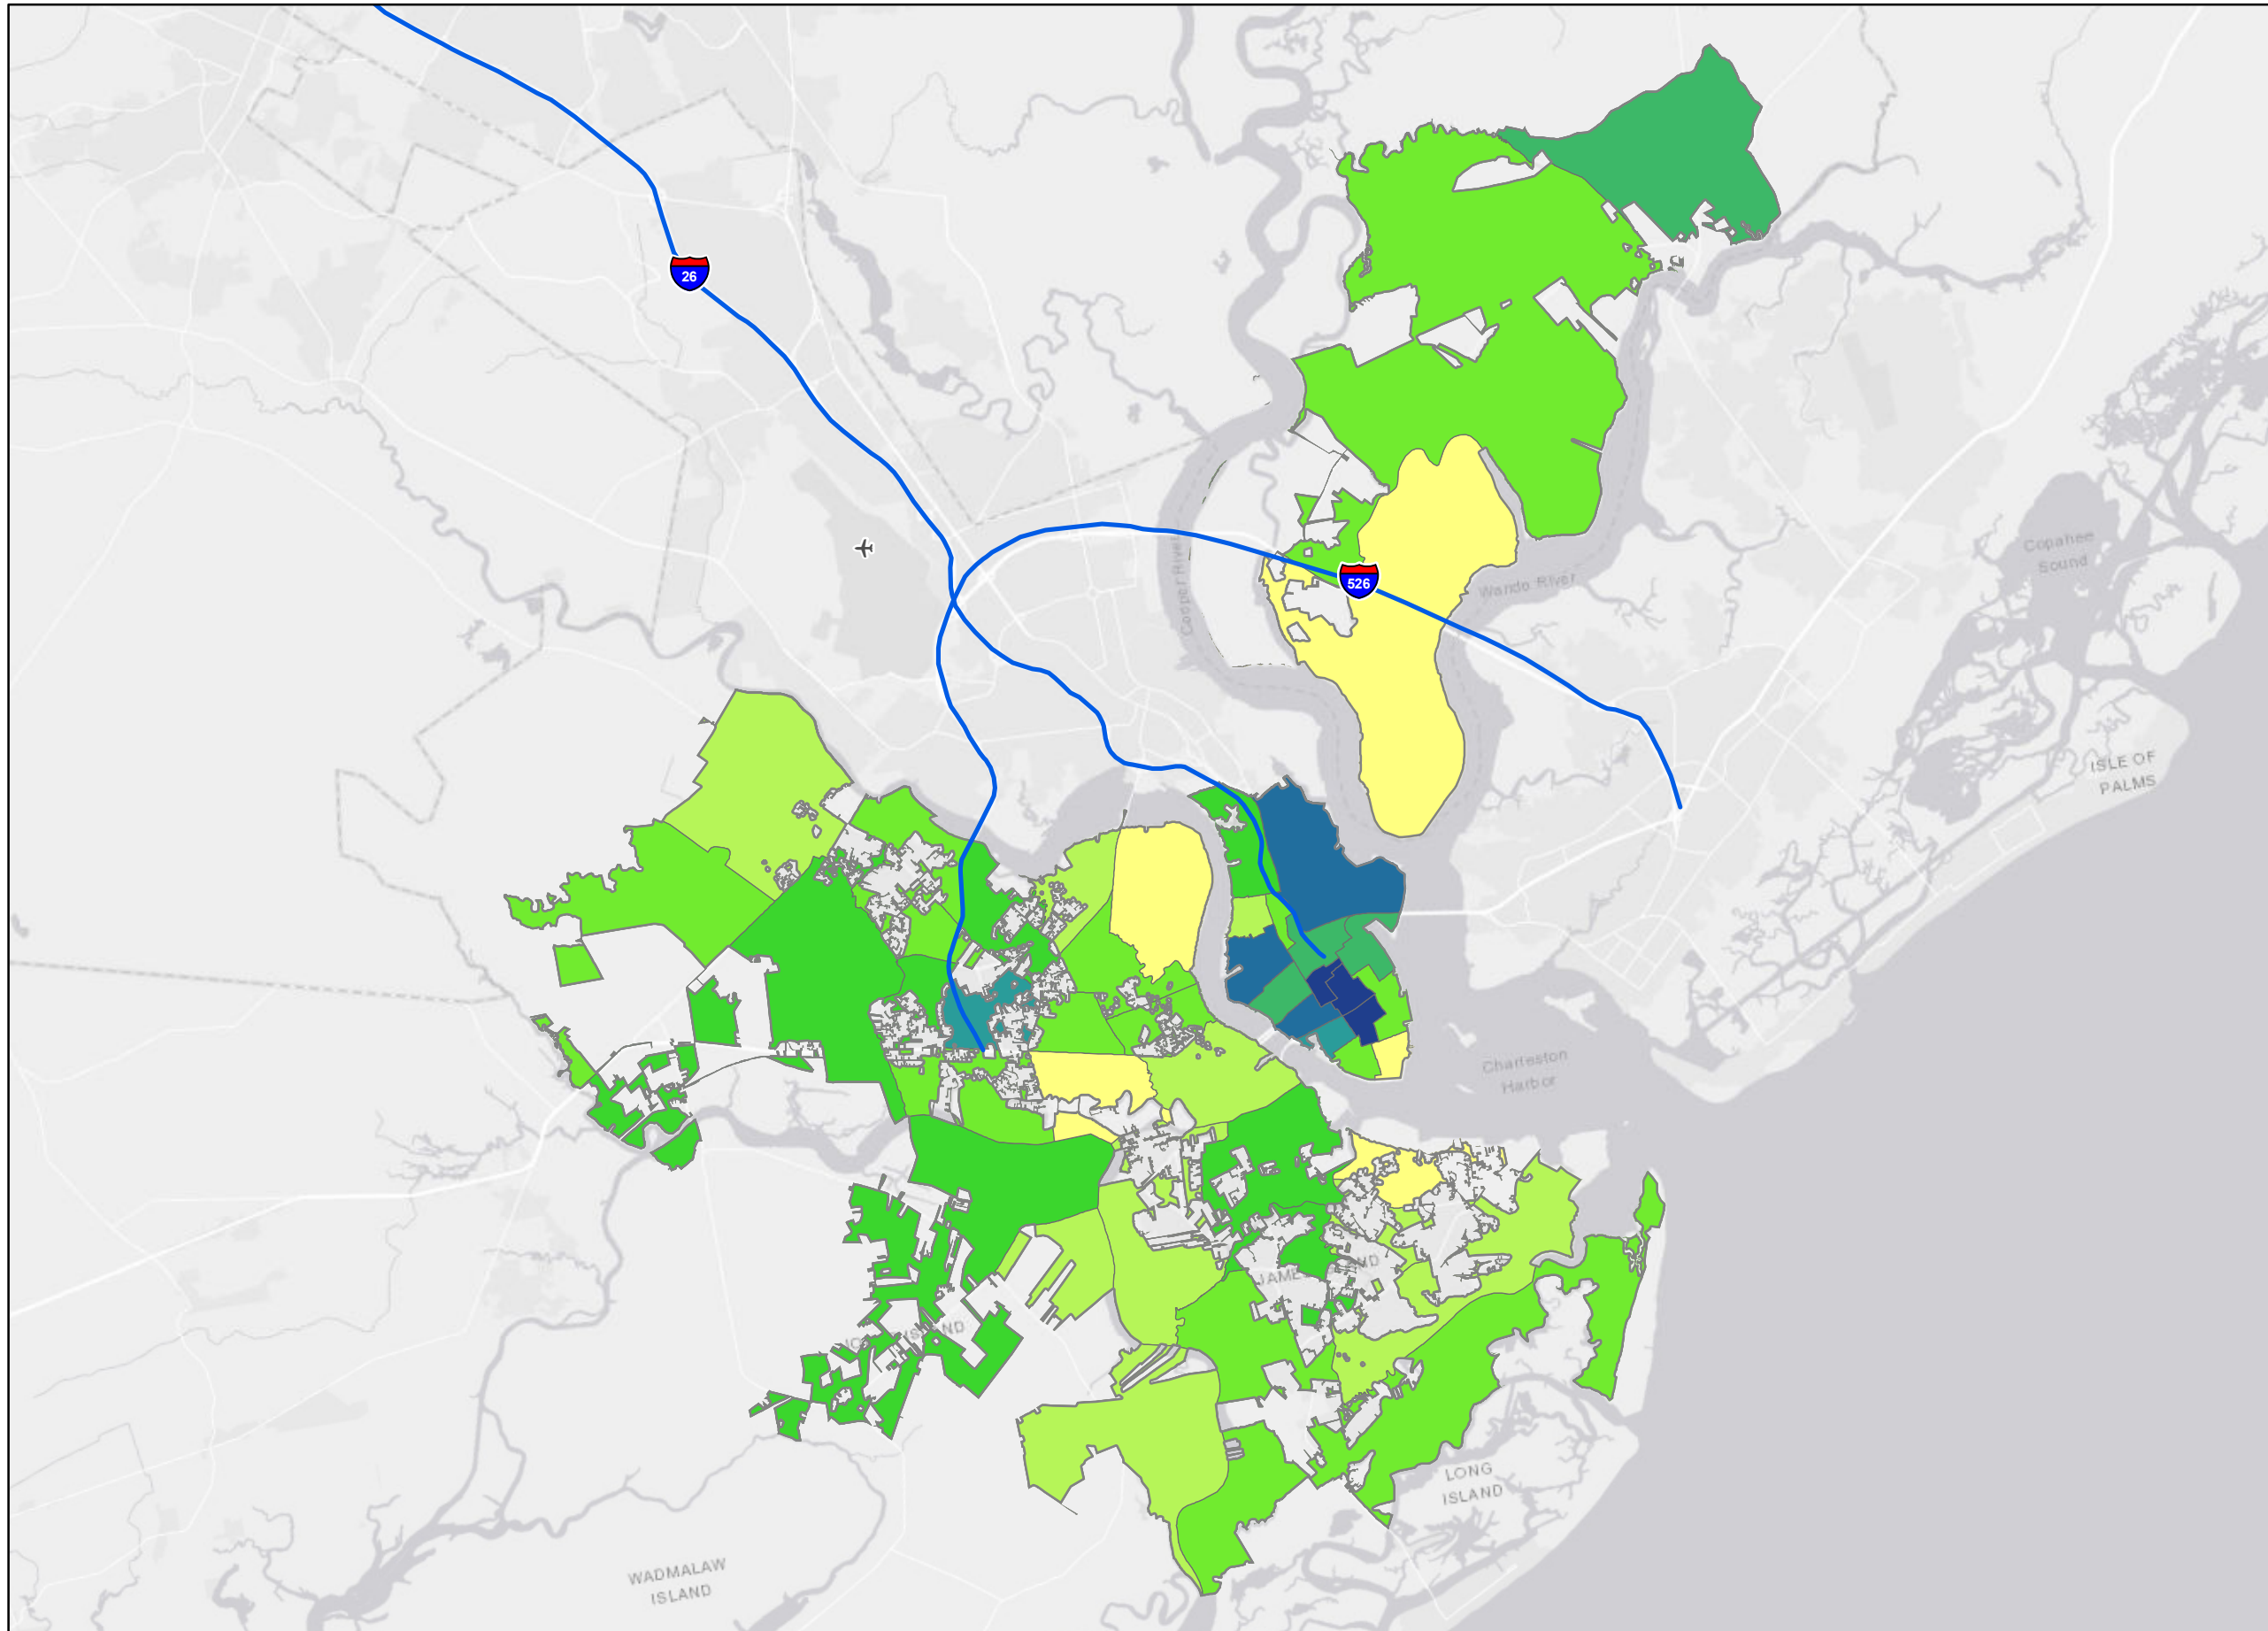 26
Copahee
Sound
526
Cooper River
Wando River
ISLE OF
PALMS
Charleston
Harbor
LONG
ISLAND
WADMALAW
ISLAND